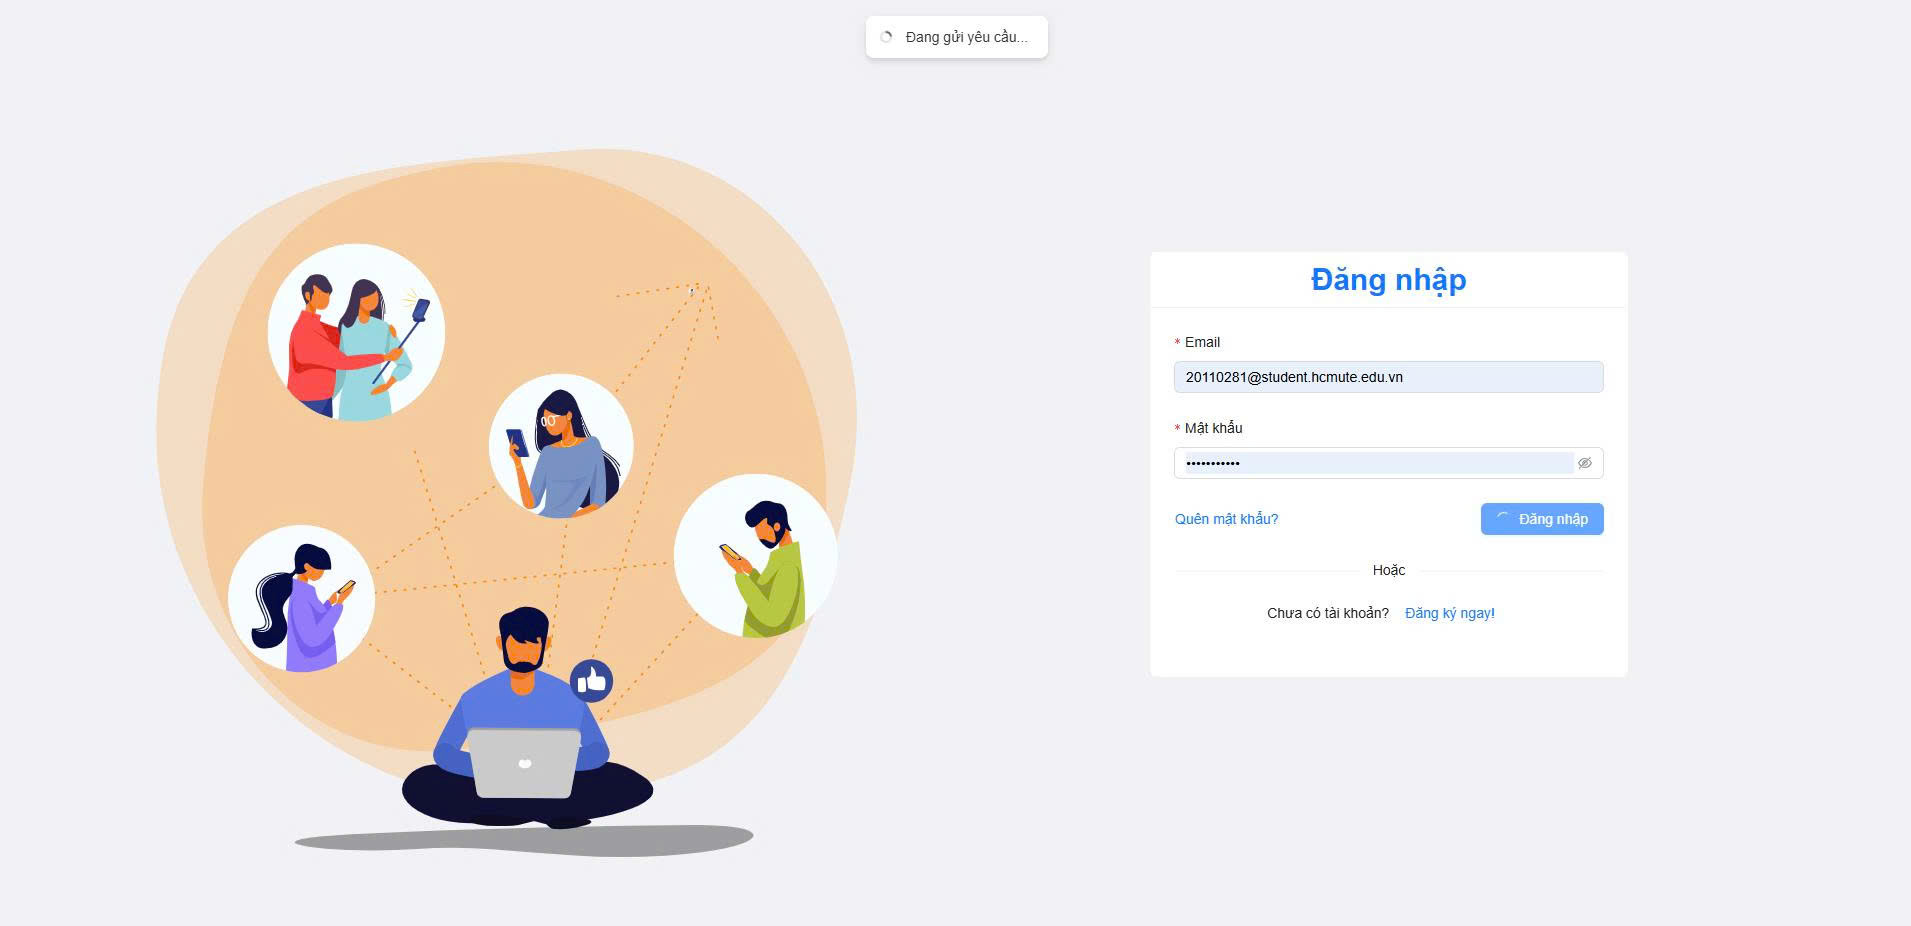 Đang gửi yêu cầu...
Đăng nhập
* Email
20110281@student.hcmute.edu.vn
* Mật khẩu
•••••••••••
Quên mật khẩu?
Đăng nhập
Hoặc
Chưa có tài khoản? Đăng ký ngay!